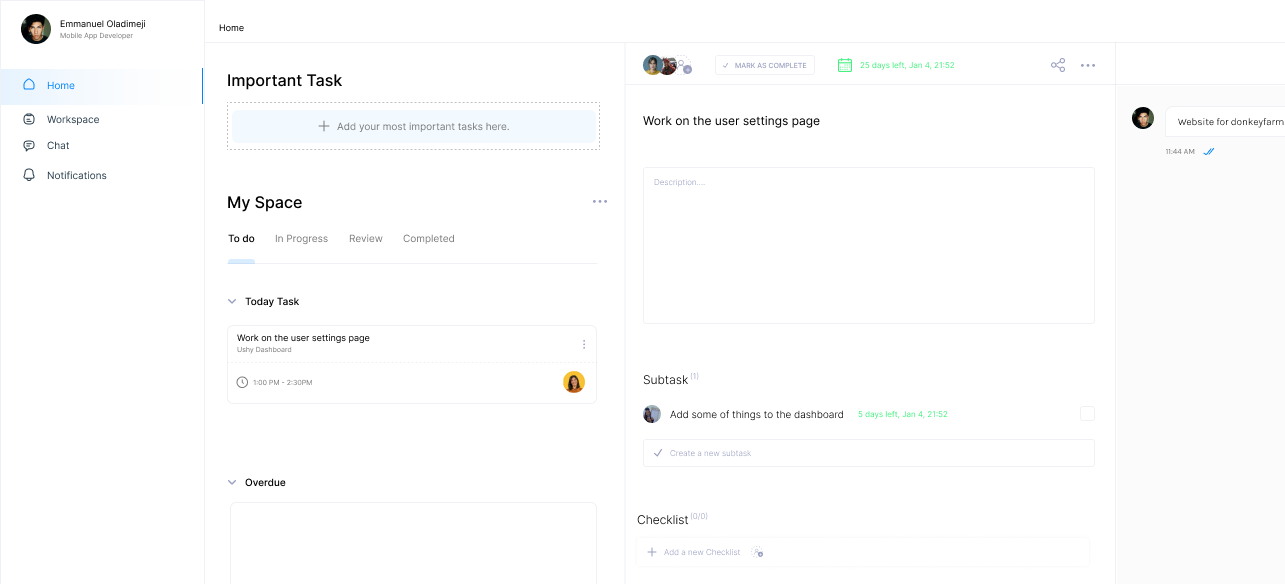 Emmanuel Oladimeji
Mobile App Developer
Home
Workspace
Chat
Notifications
Home
Important Task
Add your most important tasks here.
My Space
To do In Progress Review Completed
Today Task
Work on the user settings page
Ushy Dashboard
1:00 PM - 2:30PM
Overdue
MARK AS COMPLETE
25 days left, Jan 4, 21:52
Work on the user settings page
Description....
Subtask (1)
Add some of things to the dashboard 5 days left, Jan 4, 21:52
Create a new subtask
Checklist (0/0)
Add a new Checklist
Website for donkeyfarm
11:44 AM